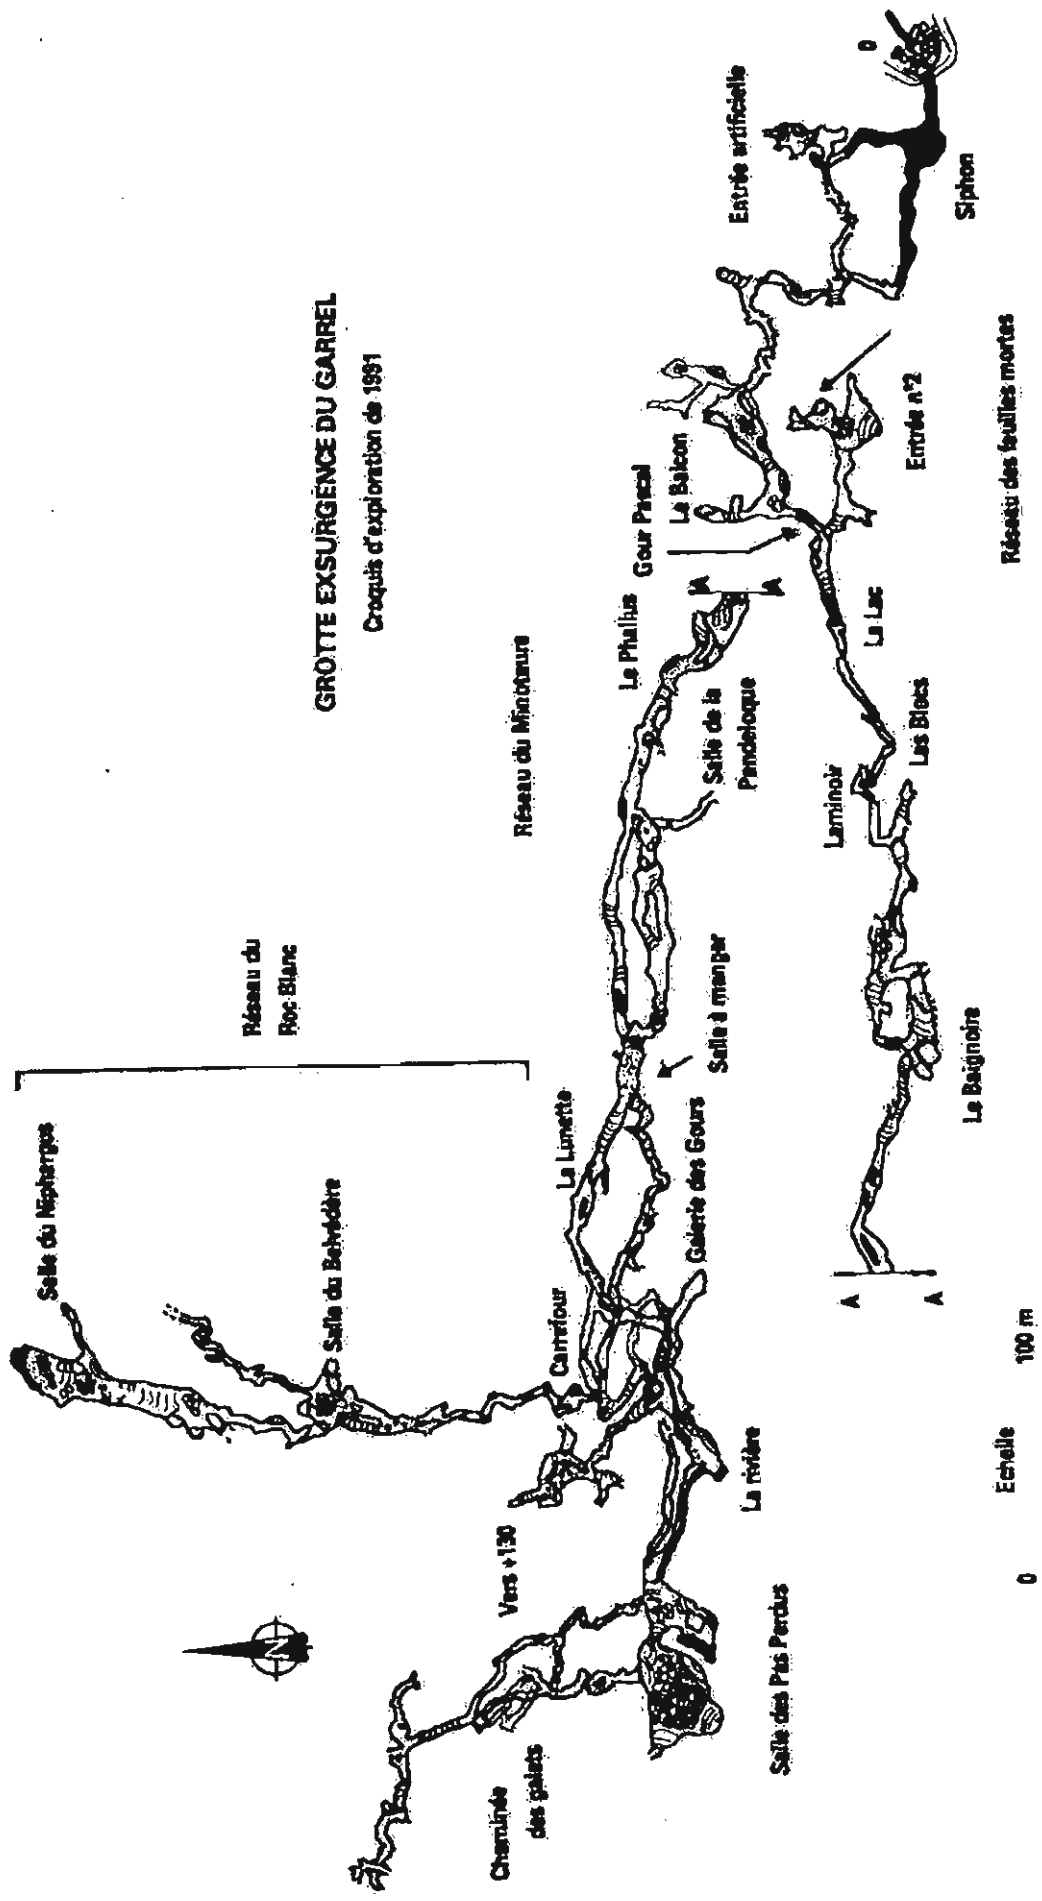 GROTTE EXSURGENCE DU GARREL
Croquis d'exploration de 1991
Salle du Niphargus
Réseau du
Roc Blanc
Salle du Belvédère
N
Cheminée
des galets
Vers +130
Carrefour
La Lunette
Réseau du Minotaure
Le Phallus
Gour Pascal
Le Balcon
Entrée artificielle
0
Salle des Pas Perdus
La rivière
Galerie des Gours
Salle à manger
Salle de la
Pendeloque
A
A
A
A
Laminoir
Les Blocs
Le Lac
Entrée n°2
Siphon
Le Baignoire
Réseau des feuilles mortes
0
Echelle
100 m